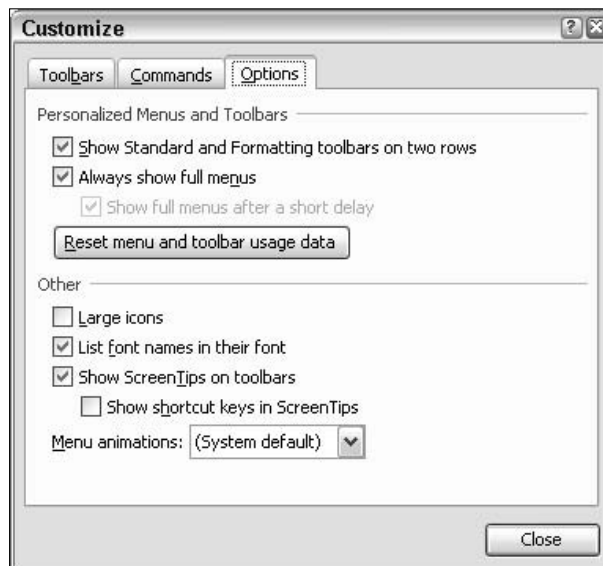 Customize
Toolbars Commands Options
Personalized Menus and Toolbars
Show Standard and Formatting toolbars on two rows
Always show full menus
Show full menus after a short delay
Reset menu and toolbar usage data
Other
Large icons
List font names in their font
Show ScreenTips on toolbars
Show shortcut keys in ScreenTips
Menu animations: (System default)
Close